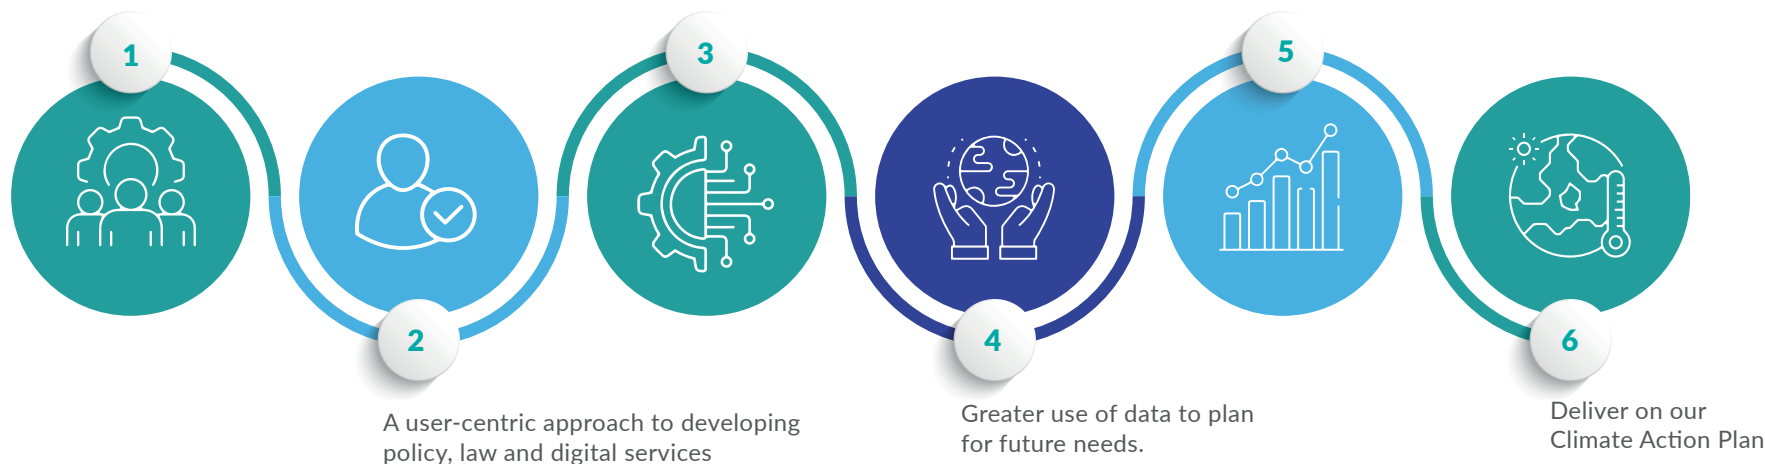 1
3
5
2
4
6
A user-centric approach to developing
policy, law and digital services
Greater use of data to plan
for future needs.
Deliver on our
Climate Action Plan